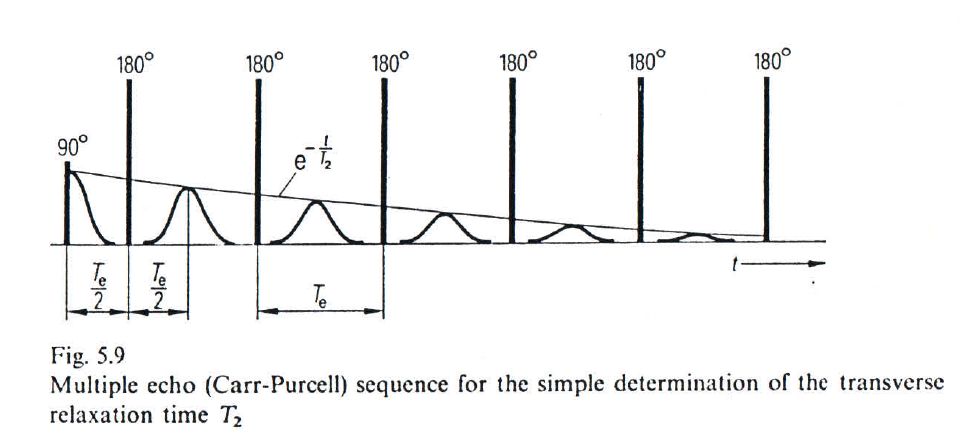 180° 180° 180° 180° 180° 180°
90°
e^-t/T₂
Tₑ/2 Tₑ/2 Tₑ
t
Fig. 5.9
Multiple echo (Carr-Purcell) sequence for the simple determination of the transverse
relaxation time T₂